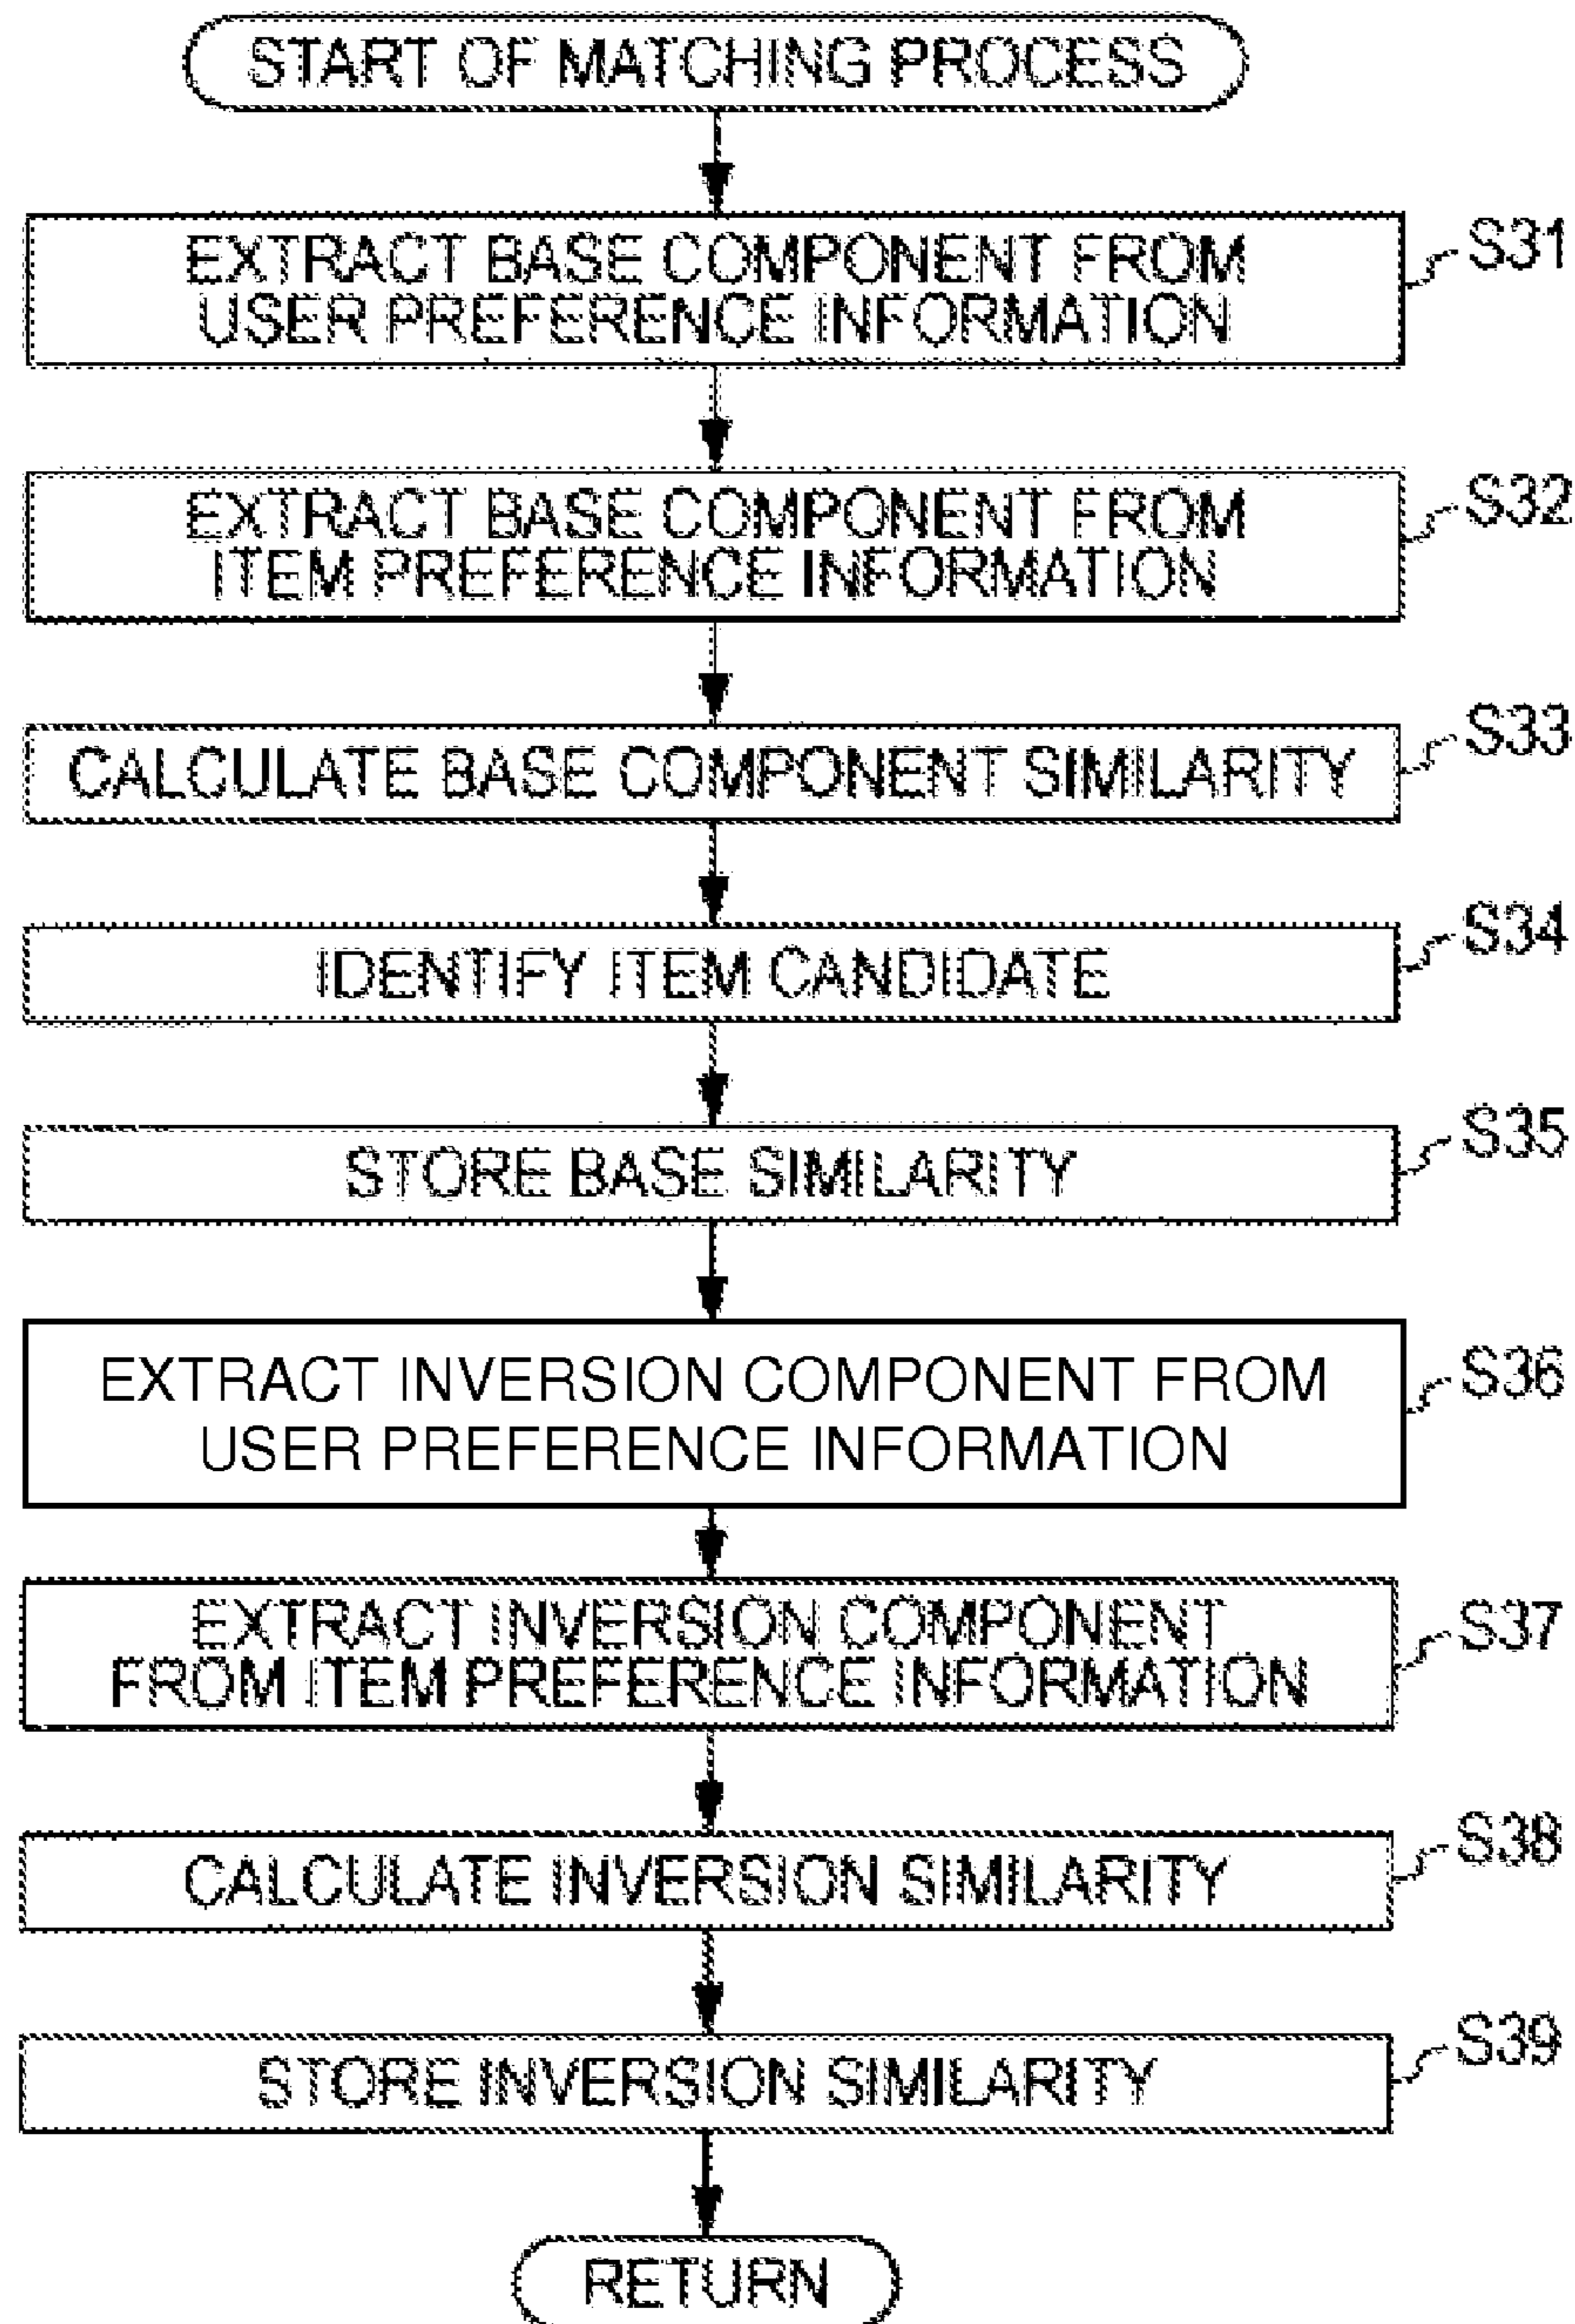 START OF MATCHING PROCESS
EXTRACT BASE COMPONENT FROM
USER PREFERENCE INFORMATION
S31
EXTRACT BASE COMPONENT FROM
ITEM PREFERENCE INFORMATION
S32
CALCULATE BASE COMPONENT SIMILARITY
S33
IDENTIFY ITEM CANDIDATE
S34
STORE BASE SIMILARITY
S35
EXTRACT INVERSION COMPONENT FROM
USER PREFERENCE INFORMATION
S36
EXTRACT INVERSION COMPONENT
FROM ITEM PREFERENCE INFORMATION
S37
CALCULATE INVERSION SIMILARITY
S38
STORE INVERSION SIMILARITY
S39
RETURN